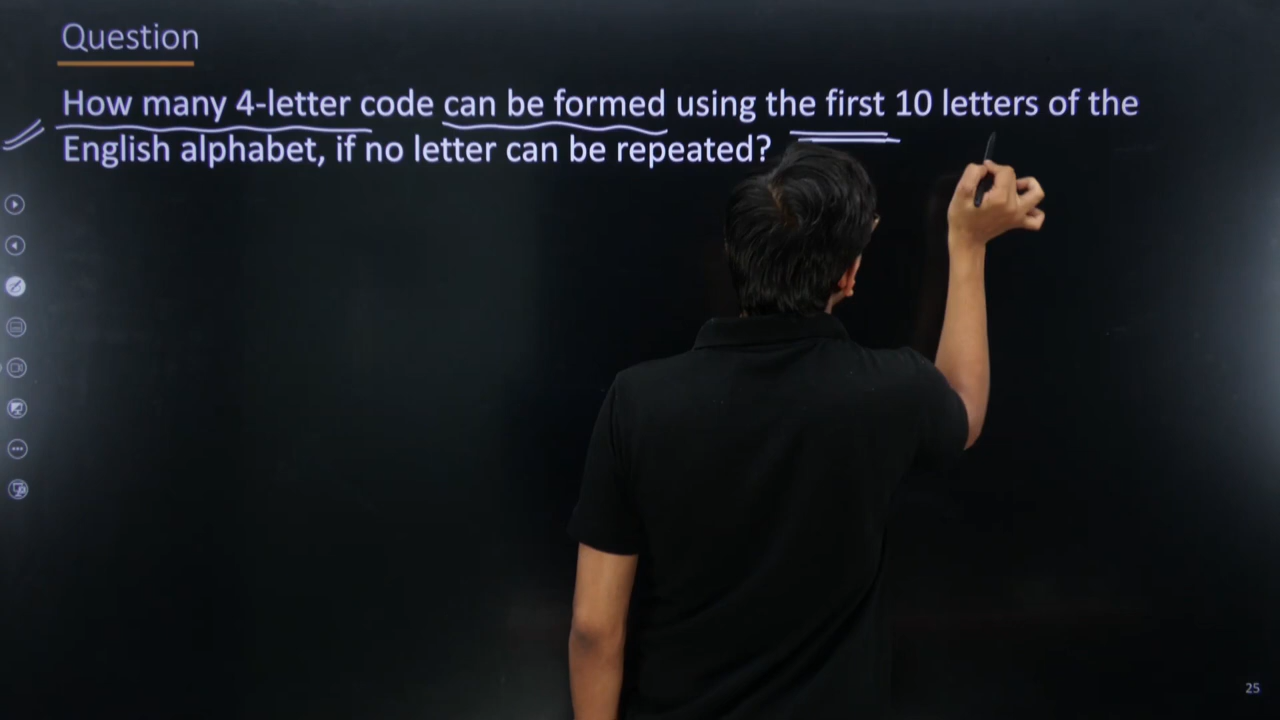 Question
How many 4-letter code can be formed using the first 10 letters of the
English alphabet, if no letter can be repeated?
25